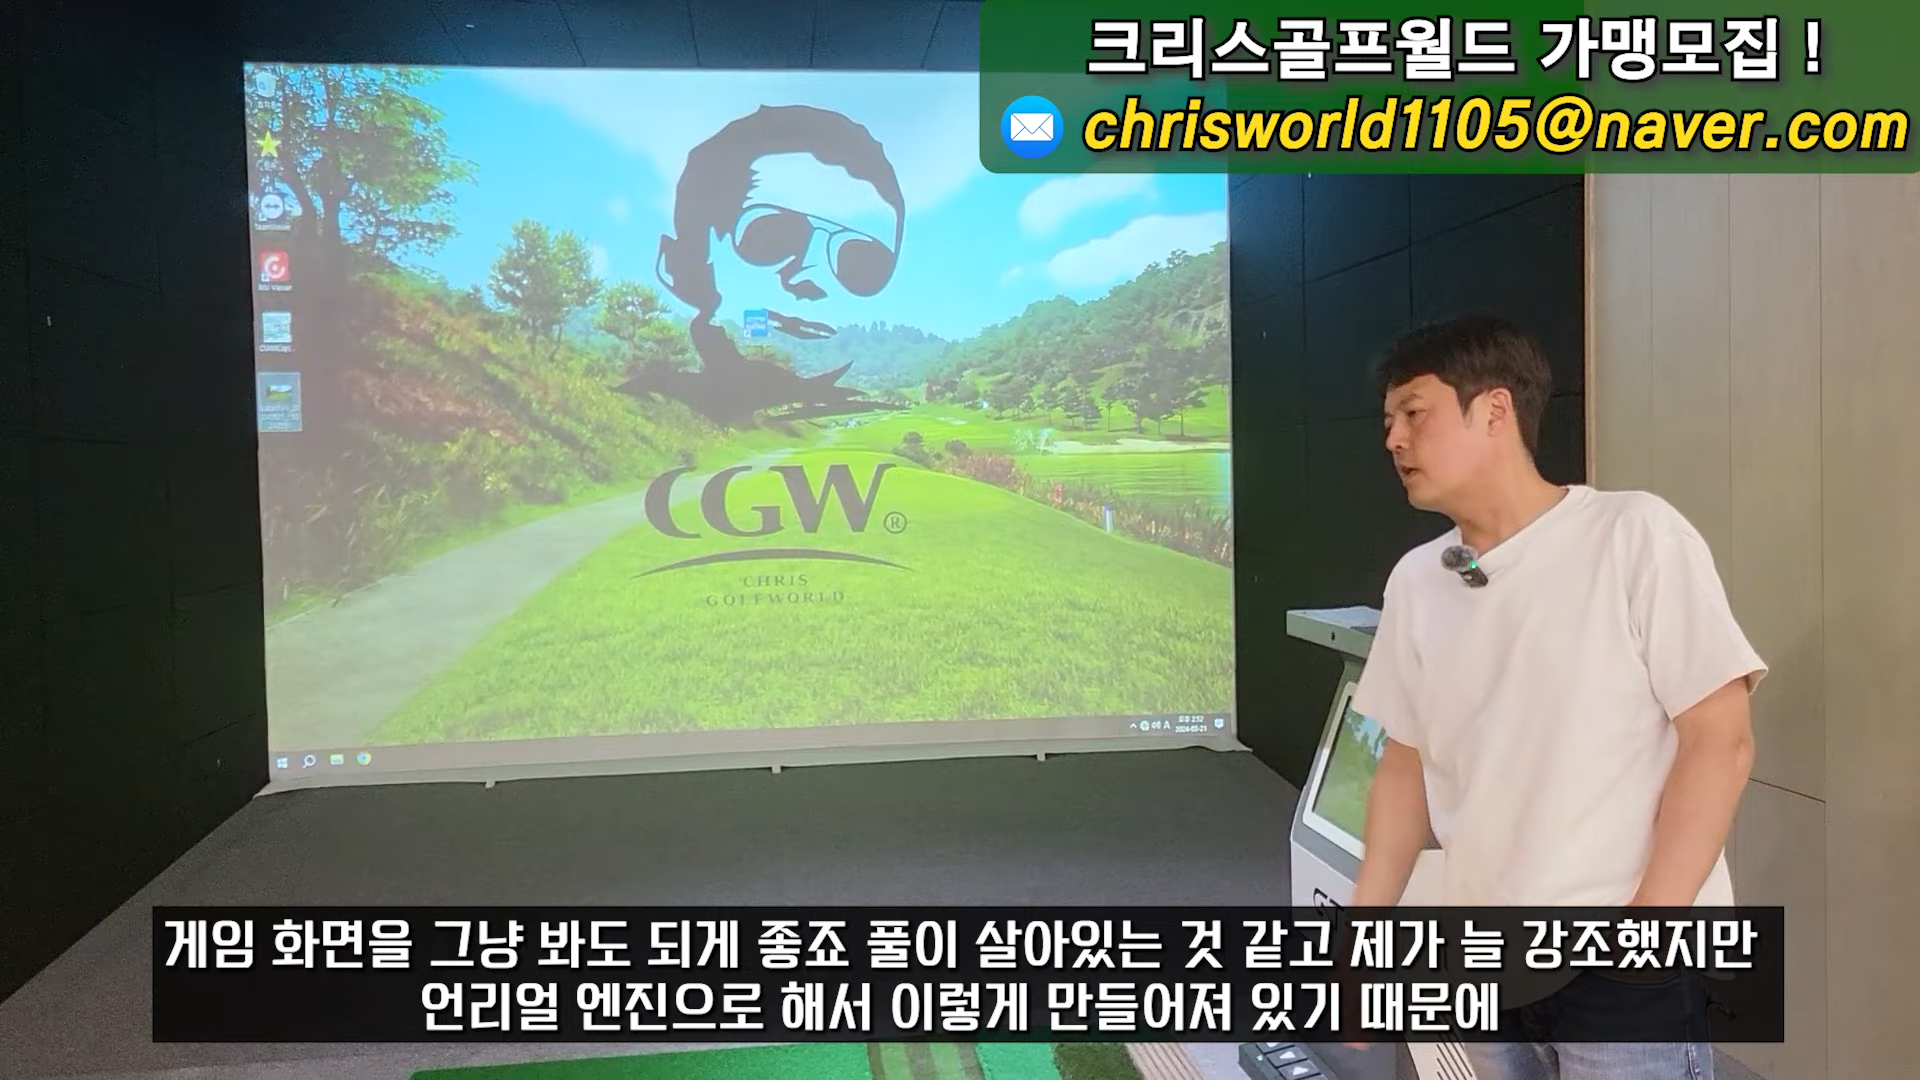 크리스골프월드 가맹모집 !
chrisworld1105@naver.com
CGW®
CHRIS
GOLFWORLD
게임 화면을 그냥 봐도 되게 좋죠 풀이 살아있는 것 같고 제가 늘 강조했지만
언리얼 엔진으로 해서 이렇게 만들어져 있기 때문에